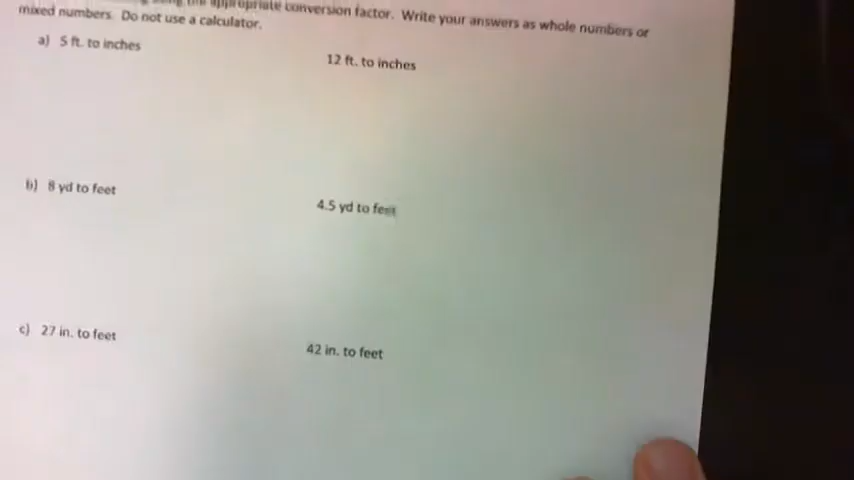 appropriate conversion factor. Write your answers as whole numbers or
mixed numbers. Do not use a calculator.
a) 5 ft. to inches
12 ft. to inches
b) 8 yd to feet
4.5 yd to feet
c) 27 in. to feet
42 in. to feet